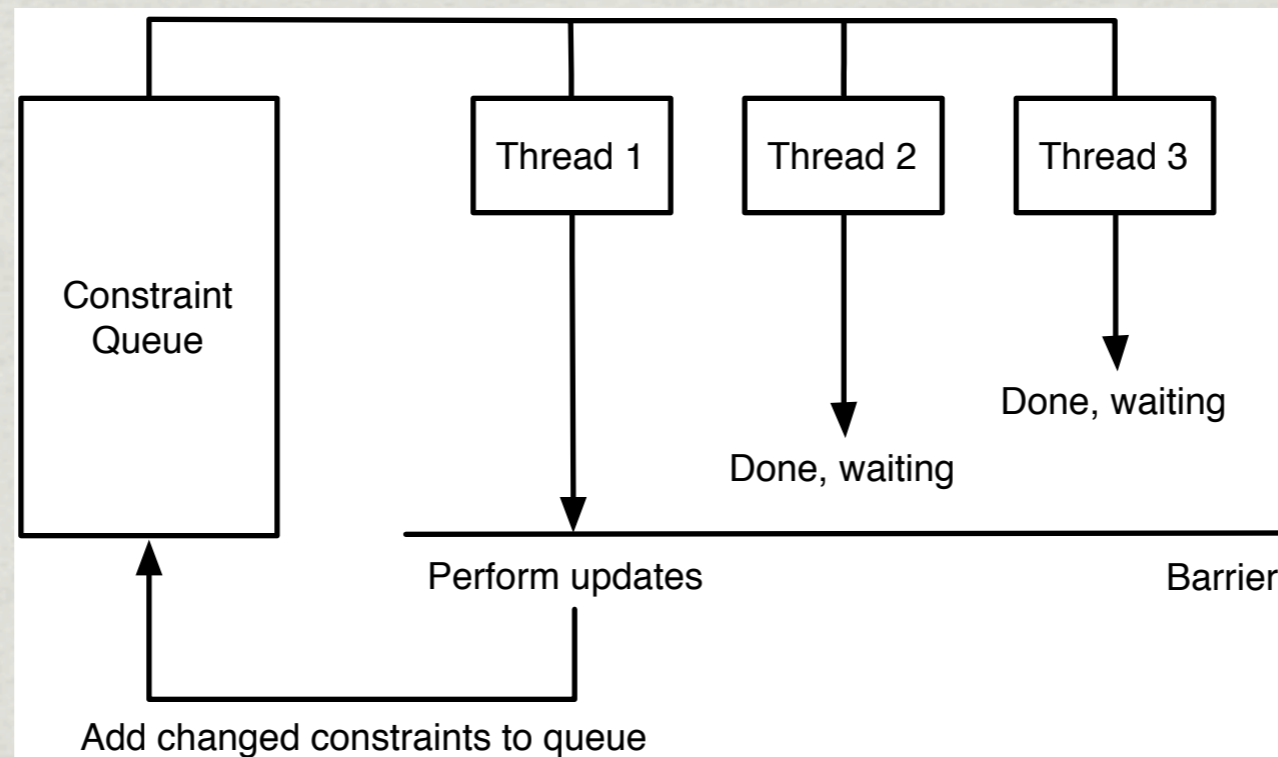 Thread 1
Thread 2
Thread 3
Constraint
Queue
Done, waiting
Done, waiting
Perform updates
Barrier
Add changed constraints to queue